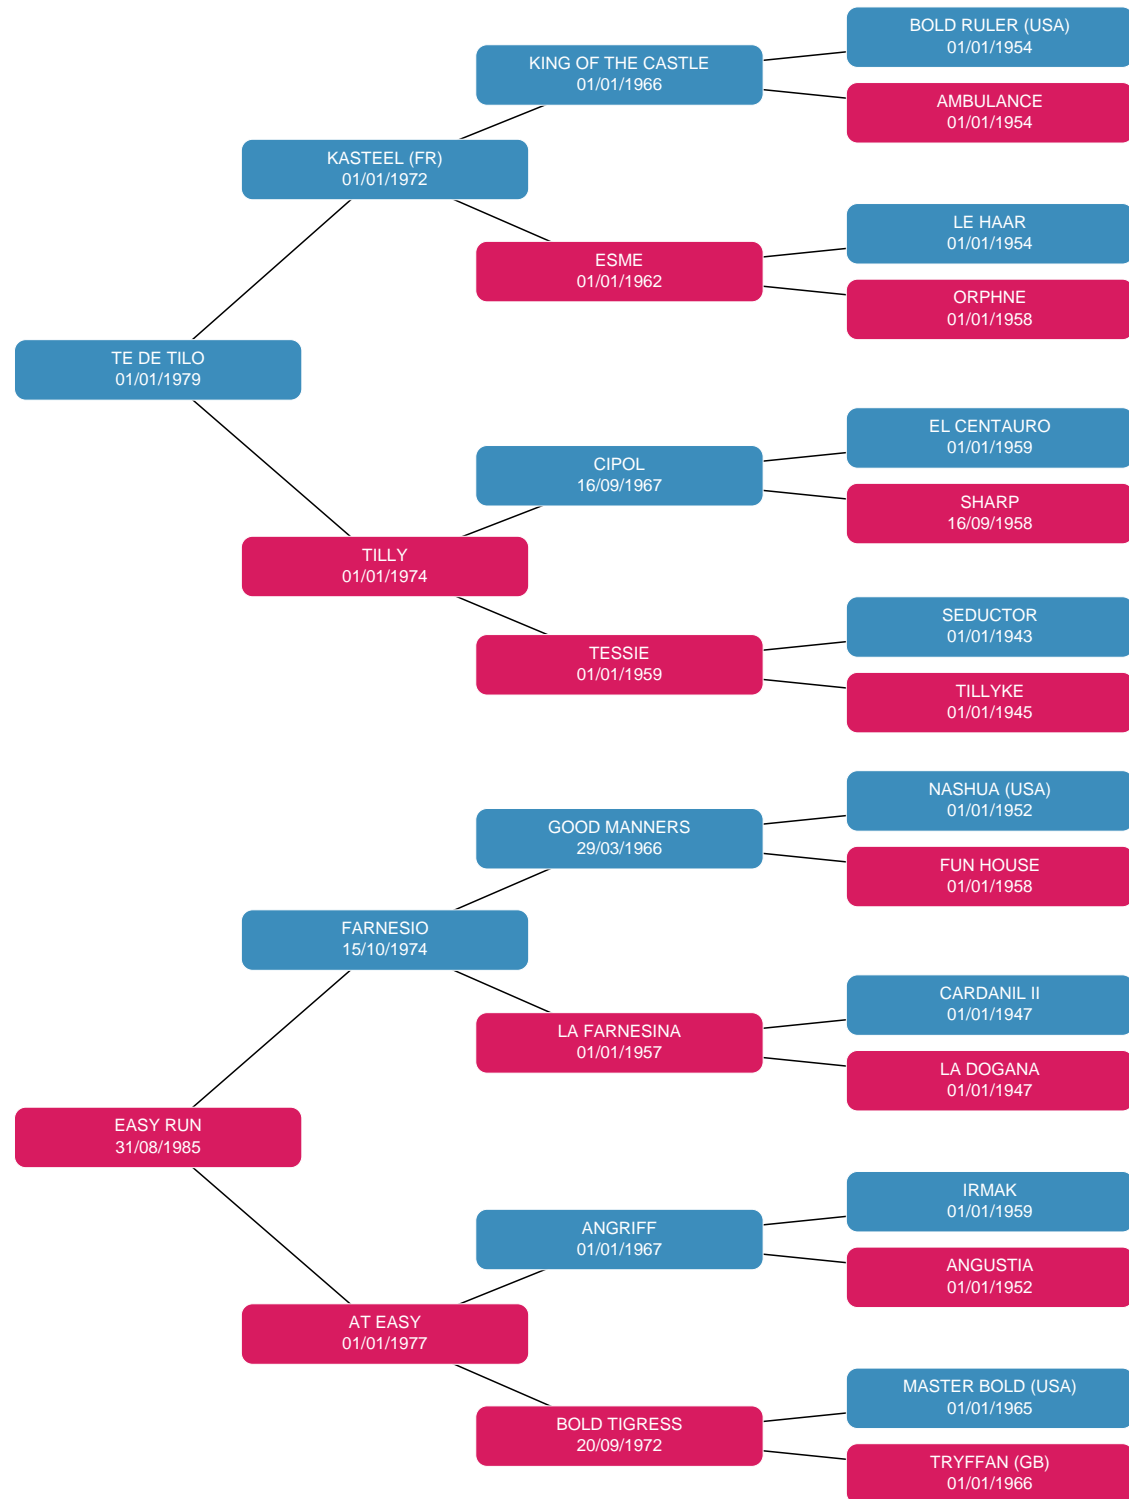 BOLD RULER (USA)
01/01/1954
KING OF THE CASTLE
01/01/1966
AMBULANCE
01/01/1954
KASTEEL (FR)
01/01/1972
LE HAAR
01/01/1954
ESME
01/01/1962
ORPHNE
01/01/1958
TE DE TILO
01/01/1979
EL CENTAURO
01/01/1959
CIPOL
16/09/1967
SHARP
16/09/1958
TILLY
01/01/1974
SEDUCTOR
01/01/1943
TESSIE
01/01/1959
TILLYKE
01/01/1945
NASHUA (USA)
01/01/1952
GOOD MANNERS
29/03/1966
FUN HOUSE
01/01/1958
FARNESIO
15/10/1974
CARDANIL II
01/01/1947
LA FARNESINA
01/01/1957
LA DOGANA
01/01/1947
EASY RUN
31/08/1985
IRMAK
01/01/1959
ANGRIFF
01/01/1967
ANGUSTIA
01/01/1952
AT EASY
01/01/1977
MASTER BOLD (USA)
01/01/1965
BOLD TIGRESS
20/09/1972
TRYFFAN (GB)
01/01/1966